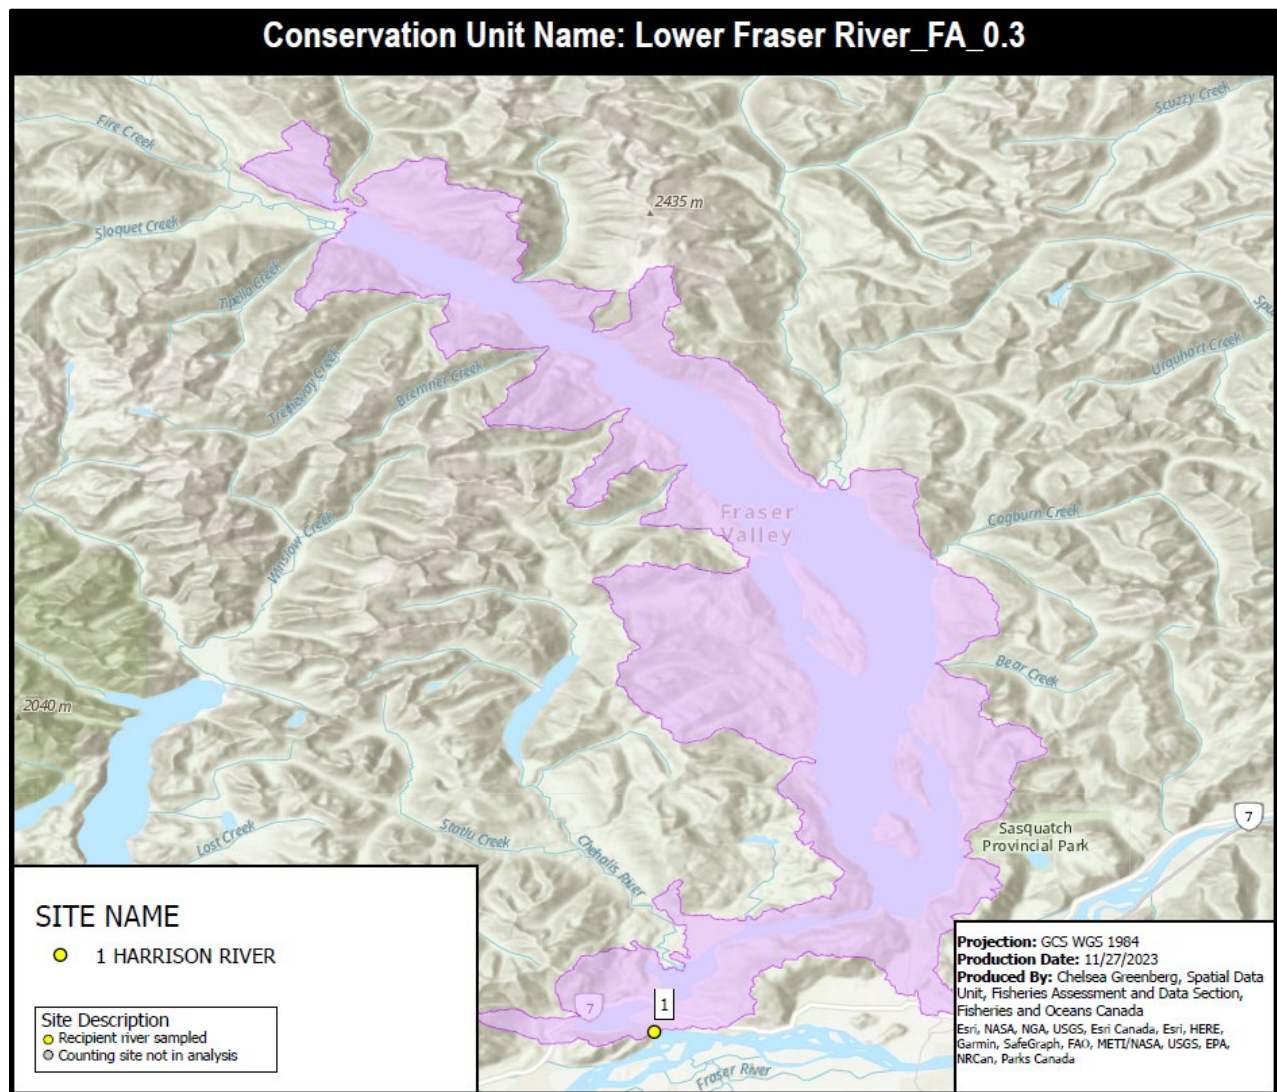 Conservation Unit Name: Lower Fraser River_FA_0.3
Scuzzy Creek
Fire Creek
2435 m
Sloquet Creek
Tipella Creek
Urquhart Creek
Tretheway Creek
Bremner Creek
Fraser
Valley
Cogburn Creek
Winslow Creek
Bear Creek
2040 m
7
Sasquatch
Provincial Park
Lost Creek
Statlu Creek
Chehalis River
SITE NAME
1 HARRISON RIVER
Site Description
Recipient river sampled
Counting site not in analysis
7
1
Fraser River
Projection: GCS WGS 1984
Production Date: 11/27/2023
Produced By: Chelsea Greenberg, Spatial Data
Unit, Fisheries Assessment and Data Section,
Fisheries and Oceans Canada
Esri, NASA, NGA, USGS, Esri Canada, Esri, HERE,
Garmin, SafeGraph, FAO, METI/NASA, USGS, EPA,
NRCan, Parks Canada